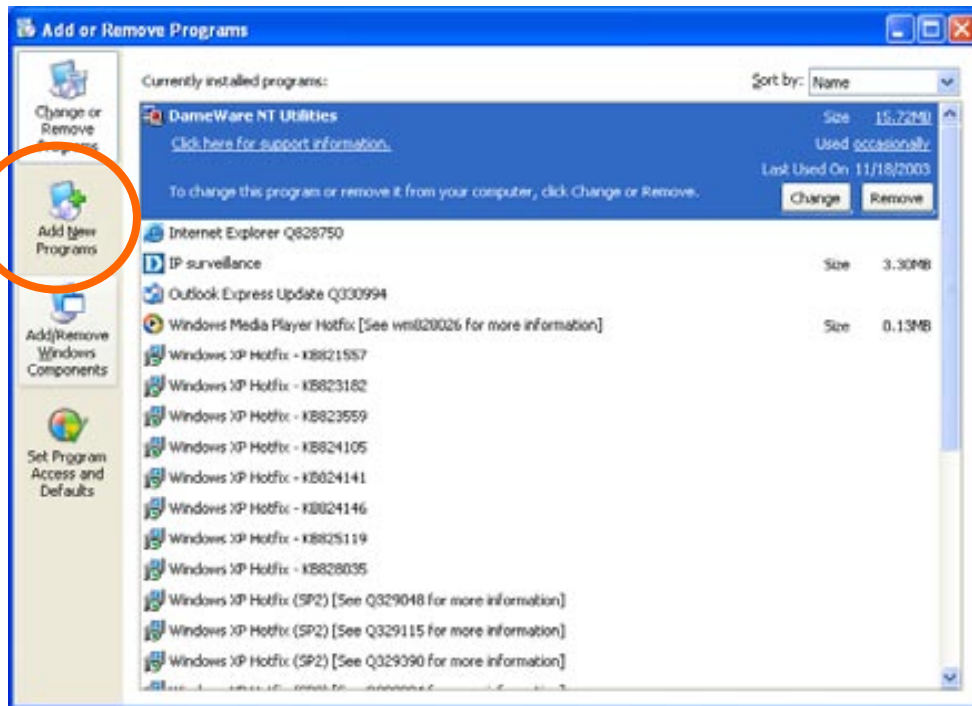 Add or Remove Programs
Change or
Remove
Programs
Add New
Programs
Add/Remove
Windows
Components
Set Program
Access and
Defaults
Currently installed programs:
Sort by: Name
DameWare NT Utilities Size 15.72MB
Click here for support information. Used occasionally
Last Used On 11/18/2003
To change this program or remove it from your computer, click Change or Remove. Change Remove
Internet Explorer Q828750
IP surveillance Size 3.30MB
Outlook Express Update Q330994
Windows Media Player Hotfix [See wm828026 for more information] Size 0.13MB
Windows XP Hotfix - KB821557
Windows XP Hotfix - KB823182
Windows XP Hotfix - KB823559
Windows XP Hotfix - KB824105
Windows XP Hotfix - KB824141
Windows XP Hotfix - KB824146
Windows XP Hotfix - KB825119
Windows XP Hotfix - KB828035
Windows XP Hotfix (SP2) [See Q329048 for more information]
Windows XP Hotfix (SP2) [See Q329115 for more information]
Windows XP Hotfix (SP2) [See Q329390 for more information]